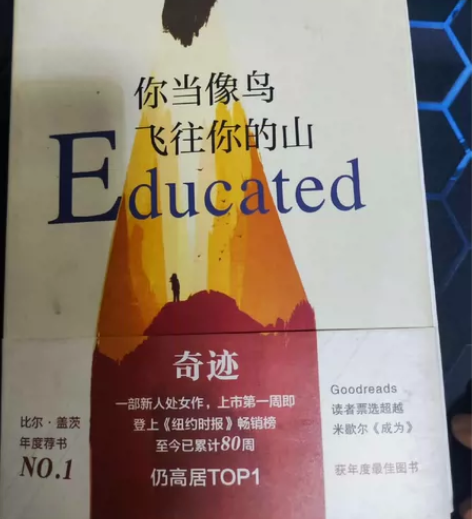 你当像鸟
飞往你的山
Educated
奇迹
一部新人处女作，上市第一周即
登上《纽约时报》畅销榜
至今已累计80周
仍高居TOP1
比尔·盖茨
年度荐书
NO.1
Goodreads
读者票选超越
米歇尔《成为》
获年度最佳图书